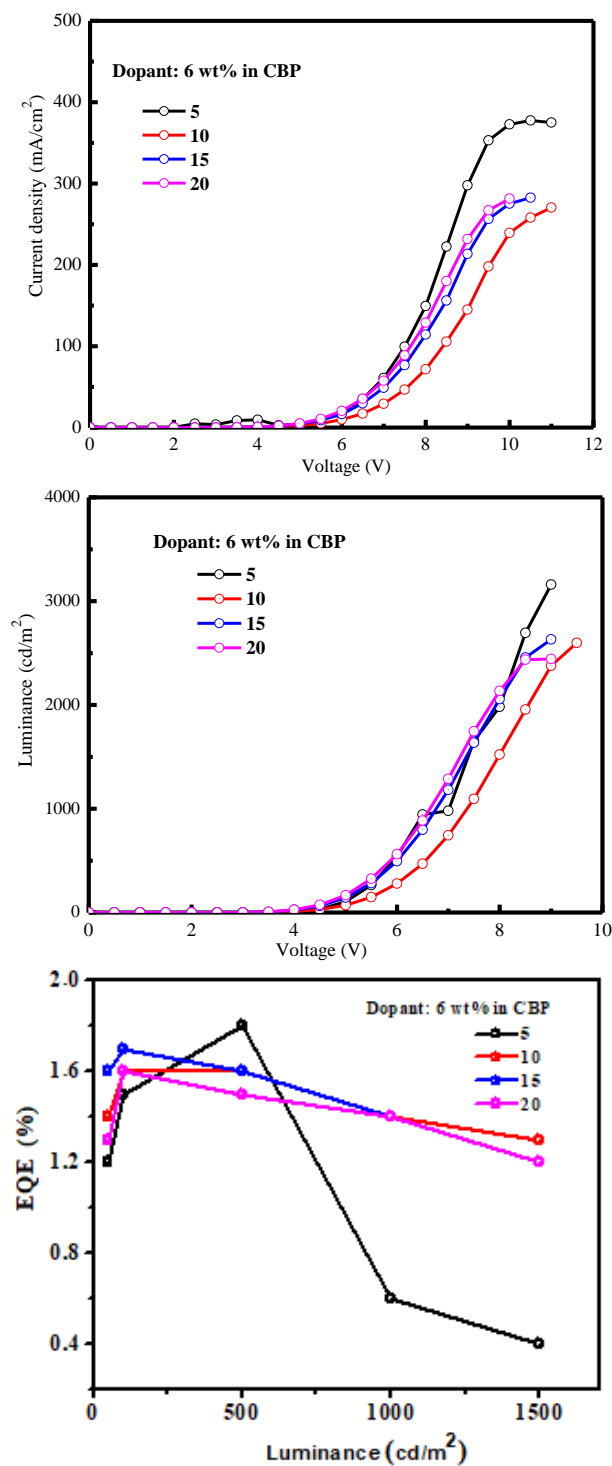 500
Dopant: 6 wt% in CBP
400
5
10
15
300
20
200
100
0
0 2 4 6 8 10 12
Voltage (V)
Current density (mA/cm²)
4000
Dopant: 6 wt% in CBP
5
3000
10
15
20
2000
1000
0
0 2 4 6 8 10
Voltage (V)
Luminance (cd/m²)
2.0
Dopant: 6 wt% in CBP
5
10
1.6
15
20
1.2
0.8
0.4
0 500 1000 1500
Luminance (cd/m²)
EQE (%)